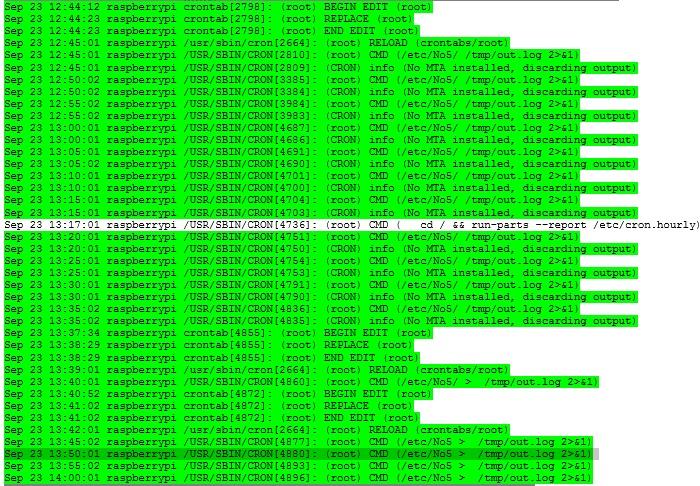 Sep 23 12:44:12 raspberrypi crontab[2798]: (root) BEGIN EDIT (root)
Sep 23 12:44:23 raspberrypi crontab[2798]: (root) REPLACE (root)
Sep 23 12:44:23 raspberrypi crontab[2798]: (root) END EDIT (root)
Sep 23 12:45:01 raspberrypi /usr/sbin/cron[2664]: (root) RELOAD (crontabs/root)
Sep 23 12:45:01 raspberrypi /USR/SBIN/CRON[2810]: (root) CMD (/etc/No5/ /tmp/out.log 2>&1)
Sep 23 12:45:01 raspberrypi /USR/SBIN/CRON[2809]: (CRON) info (No MTA installed, discarding output)
Sep 23 12:50:02 raspberrypi /USR/SBIN/CRON[3385]: (root) CMD (/etc/No5/ /tmp/out.log 2>&1)
Sep 23 12:50:02 raspberrypi /USR/SBIN/CRON[3384]: (CRON) info (No MTA installed, discarding output)
Sep 23 12:55:02 raspberrypi /USR/SBIN/CRON[3984]: (root) CMD (/etc/No5/ /tmp/out.log 2>&1)
Sep 23 12:55:02 raspberrypi /USR/SBIN/CRON[3983]: (CRON) info (No MTA installed, discarding output)
Sep 23 13:00:01 raspberrypi /USR/SBIN/CRON[4687]: (root) CMD (/etc/No5/ /tmp/out.log 2>&1)
Sep 23 13:00:01 raspberrypi /USR/SBIN/CRON[4686]: (CRON) info (No MTA installed, discarding output)
Sep 23 13:05:01 raspberrypi /USR/SBIN/CRON[4691]: (root) CMD (/etc/No5/ /tmp/out.log 2>&1)
Sep 23 13:05:02 raspberrypi /USR/SBIN/CRON[4690]: (CRON) info (No MTA installed, discarding output)
Sep 23 13:10:01 raspberrypi /USR/SBIN/CRON[4701]: (root) CMD (/etc/No5/ /tmp/out.log 2>&1)
Sep 23 13:10:01 raspberrypi /USR/SBIN/CRON[4700]: (CRON) info (No MTA installed, discarding output)
Sep 23 13:15:01 raspberrypi /USR/SBIN/CRON[4704]: (root) CMD (/etc/No5/ /tmp/out.log 2>&1)
Sep 23 13:15:01 raspberrypi /USR/SBIN/CRON[4703]: (CRON) info (No MTA installed, discarding output)
Sep 23 13:17:01 raspberrypi /USR/SBIN/CRON[4736]: (root) CMD (   cd / && run-parts --report /etc/cron.hourly)
Sep 23 13:20:01 raspberrypi /USR/SBIN/CRON[4751]: (root) CMD (/etc/No5/ /tmp/out.log 2>&1)
Sep 23 13:20:01 raspberrypi /USR/SBIN/CRON[4750]: (CRON) info (No MTA installed, discarding output)
Sep 23 13:25:01 raspberrypi /USR/SBIN/CRON[4754]: (root) CMD (/etc/No5/ /tmp/out.log 2>&1)
Sep 23 13:25:01 raspberrypi /USR/SBIN/CRON[4753]: (CRON) info (No MTA installed, discarding output)
Sep 23 13:30:01 raspberrypi /USR/SBIN/CRON[4791]: (root) CMD (/etc/No5/ /tmp/out.log 2>&1)
Sep 23 13:30:01 raspberrypi /USR/SBIN/CRON[4790]: (CRON) info (No MTA installed, discarding output)
Sep 23 13:35:02 raspberrypi /USR/SBIN/CRON[4836]: (root) CMD (/etc/No5/ /tmp/out.log 2>&1)
Sep 23 13:35:02 raspberrypi /USR/SBIN/CRON[4835]: (CRON) info (No MTA installed, discarding output)
Sep 23 13:37:34 raspberrypi crontab[4855]: (root) BEGIN EDIT (root)
Sep 23 13:38:29 raspberrypi crontab[4855]: (root) REPLACE (root)
Sep 23 13:38:29 raspberrypi crontab[4855]: (root) END EDIT (root)
Sep 23 13:39:01 raspberrypi /usr/sbin/cron[2664]: (root) RELOAD (crontabs/root)
Sep 23 13:40:01 raspberrypi /USR/SBIN/CRON[4860]: (root) CMD (/etc/No5/ >  /tmp/out.log 2>&1)
Sep 23 13:40:52 raspberrypi crontab[4872]: (root) BEGIN EDIT (root)
Sep 23 13:41:02 raspberrypi crontab[4872]: (root) REPLACE (root)
Sep 23 13:41:02 raspberrypi crontab[4872]: (root) END EDIT (root)
Sep 23 13:42:01 raspberrypi /usr/sbin/cron[2664]: (root) RELOAD (crontabs/root)
Sep 23 13:45:02 raspberrypi /USR/SBIN/CRON[4877]: (root) CMD (/etc/No5 >  /tmp/out.log 2>&1)
Sep 23 13:50:01 raspberrypi /USR/SBIN/CRON[4880]: (root) CMD (/etc/No5 >  /tmp/out.log 2>&1)
Sep 23 13:55:02 raspberrypi /USR/SBIN/CRON[4893]: (root) CMD (/etc/No5 >  /tmp/out.log 2>&1)
Sep 23 14:00:01 raspberrypi /USR/SBIN/CRON[4896]: (root) CMD (/etc/No5 >  /tmp/out.log 2>&1)